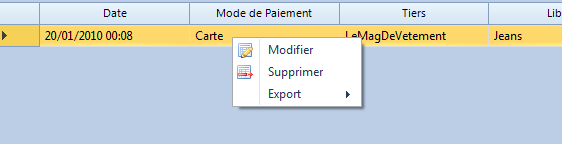 Date Mode de Paiement Tiers Lib
20/01/2010 00:08 Carte LeMagDeVetement Jeans
Modifier
Supprimer
Export